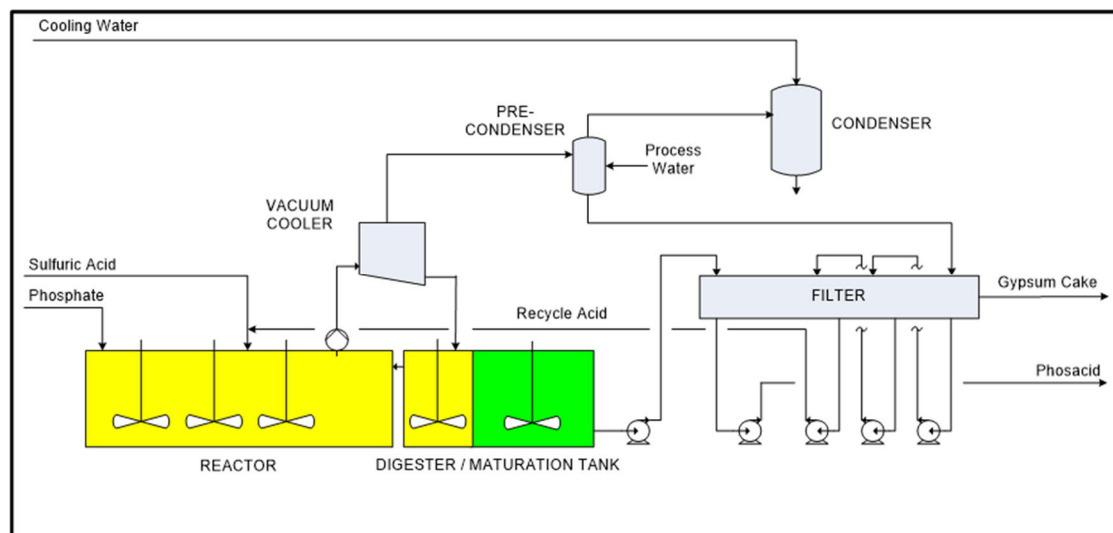 Cooling Water
PRE-
CONDENSER
CONDENSER
Process
Water
VACUUM
COOLER
Sulfuric Acid
Phosphate
Recycle Acid
FILTER
Gypsum Cake
Phosacid
REACTOR
DIGESTER / MATURATION TANK